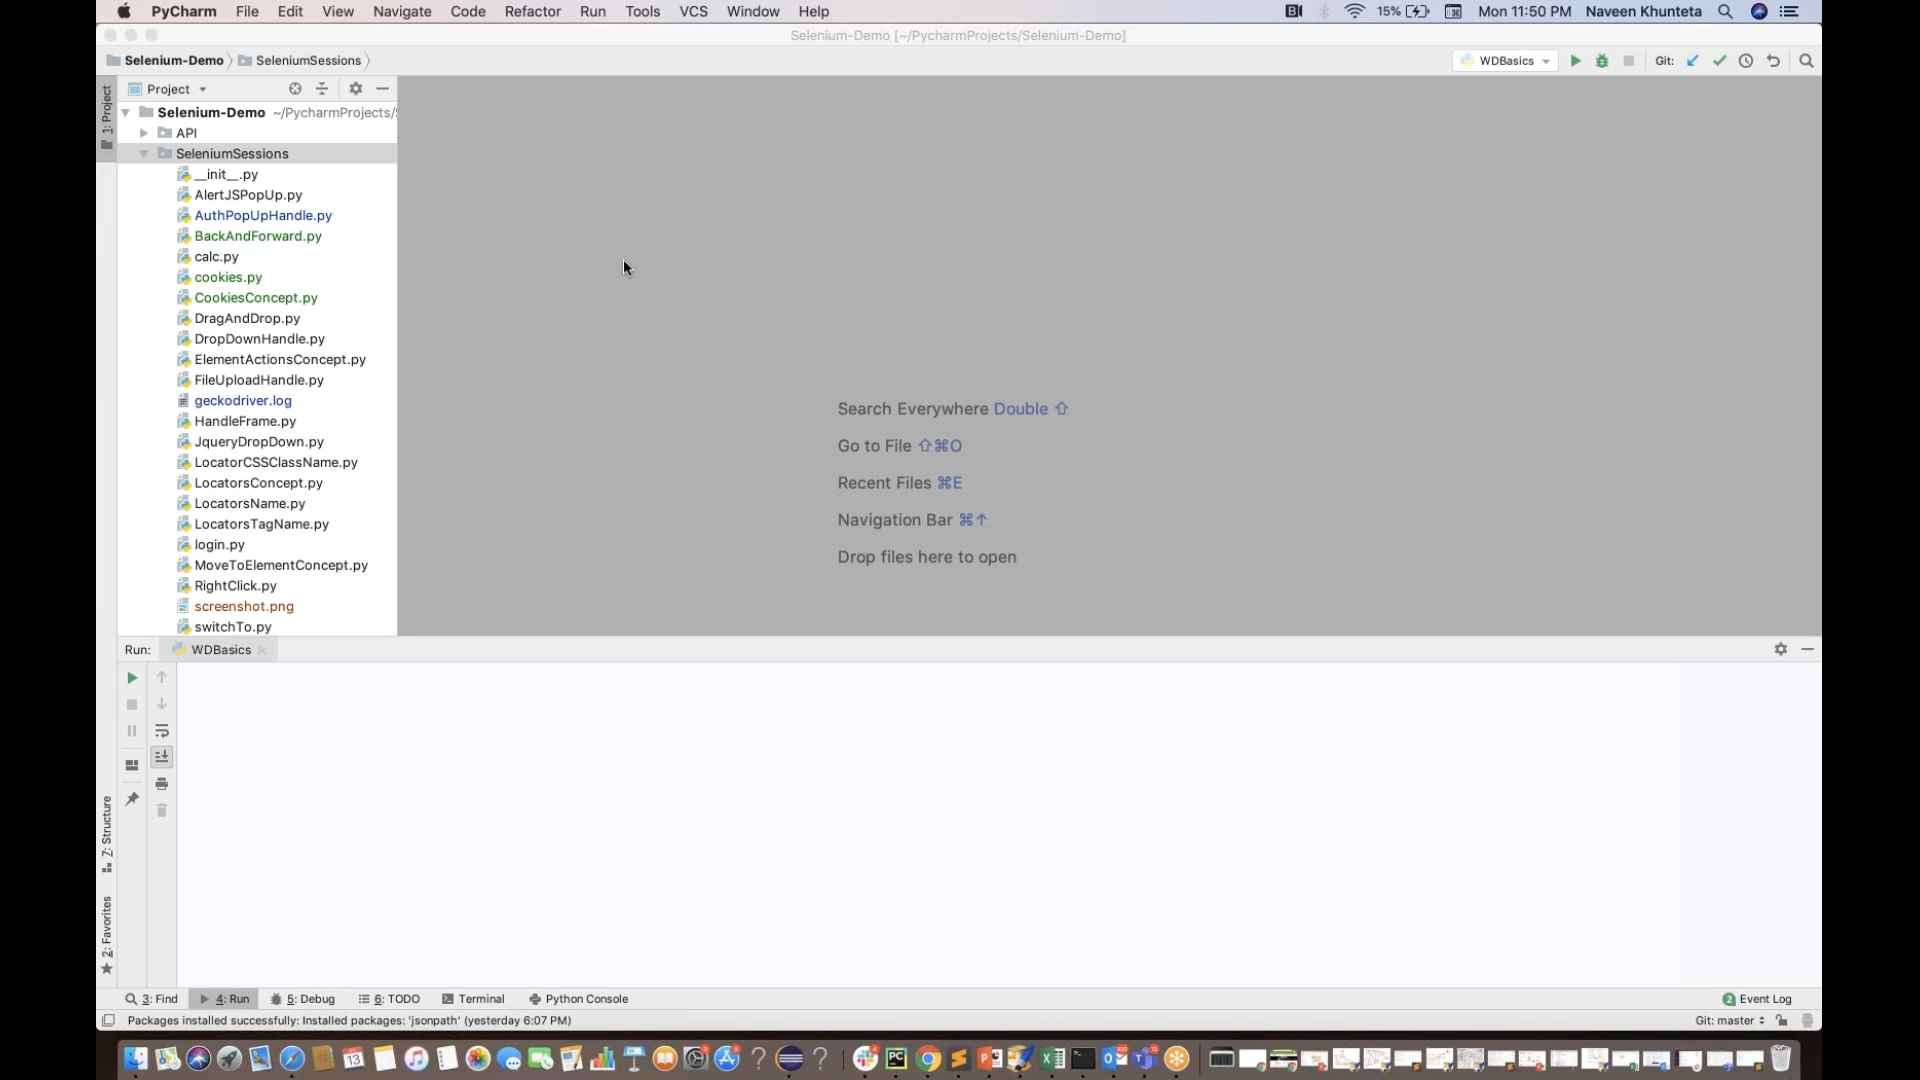 PyCharm File Edit View Navigate Code Refactor Run Tools VCS Window Help 15% Mon 11:50 PM Naveen Khunteta
Selenium-Demo [~/PycharmProjects/Selenium-Demo]
Selenium-Demo SeleniumSessions WDBasics Git:
1: Project
Project
Selenium-Demo ~/PycharmProjects/
API
SeleniumSessions
__init__.py
AlertJSPopUp.py
AuthPopUpHandle.py
BackAndForward.py
calc.py
cookies.py
CookiesConcept.py
DragAndDrop.py
DropDownHandle.py
ElementActionsConcept.py
FileUploadHandle.py
geckodriver.log
HandleFrame.py
JqueryDropDown.py
LocatorCSSClassName.py
LocatorsConcept.py
LocatorsName.py
LocatorsTagName.py
login.py
MoveToElementConcept.py
RightClick.py
screenshot.png
switchTo.py
Search Everywhere Double ⇧
Go to File ⇧⌘O
Recent Files ⌘E
Navigation Bar ⌘↑
Drop files here to open
Run: WDBasics
7: Structure
2: Favorites
3: Find 4: Run 5: Debug 6: TODO Terminal Python Console 2 Event Log
Packages installed successfully: Installed packages: 'jsonpath' (yesterday 6:07 PM) Git: master
13
PC